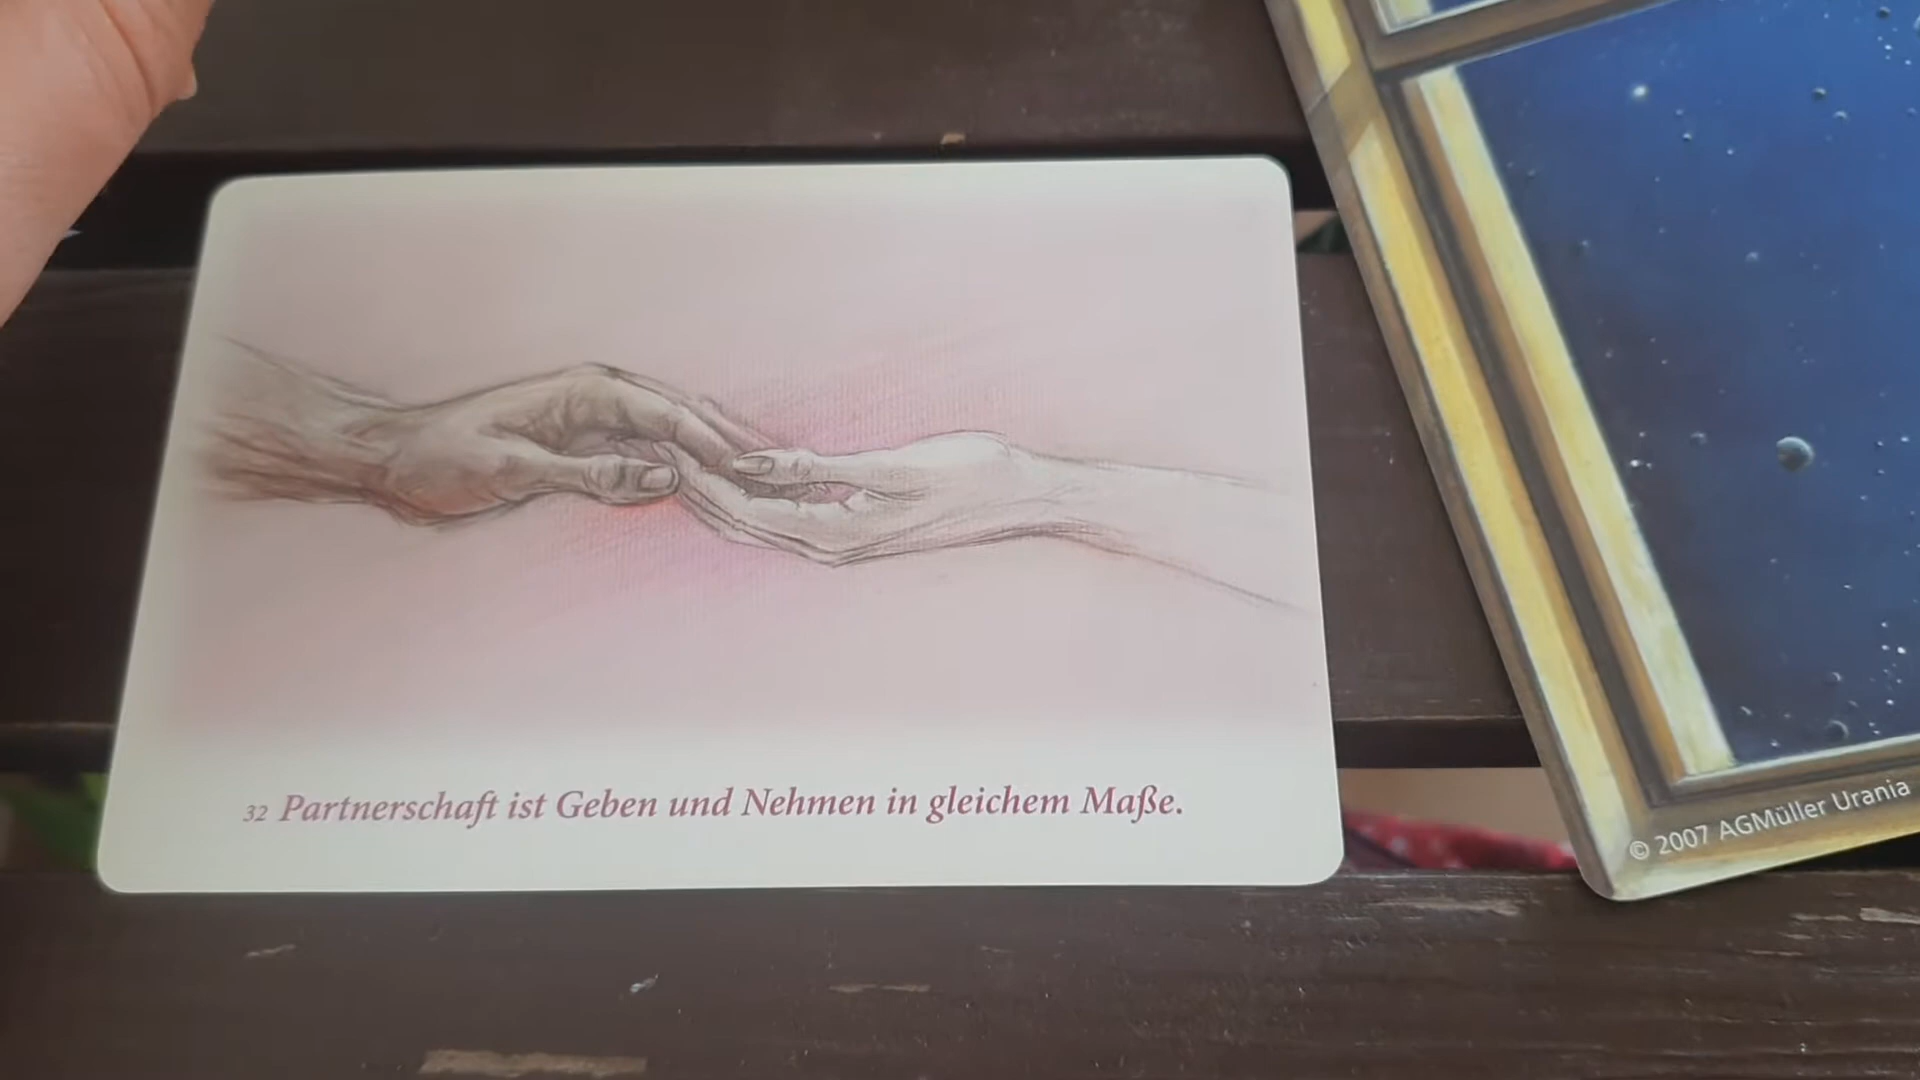 32 Partnerschaft ist Geben und Nehmen in gleichem Maße.
© 2007 AGMüller Urania